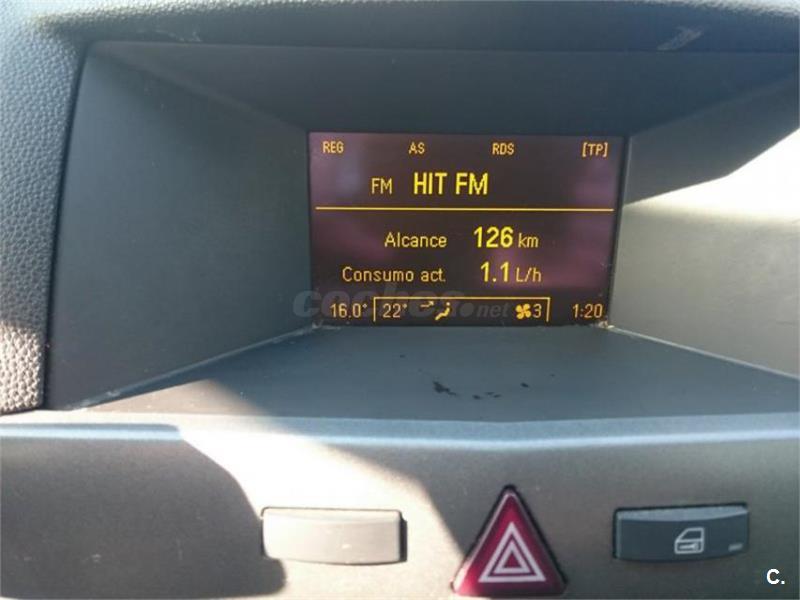 REG AS RDS [TP]
FM HIT FM
Alcance 126 km
Consumo act. 1.1 L/h
coches.net
16.0° 22° 3 1:20
C.